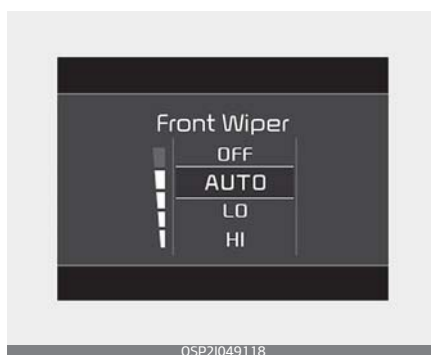 Front Wiper
OFF
AUTO
LO
HI
OSP2I049118